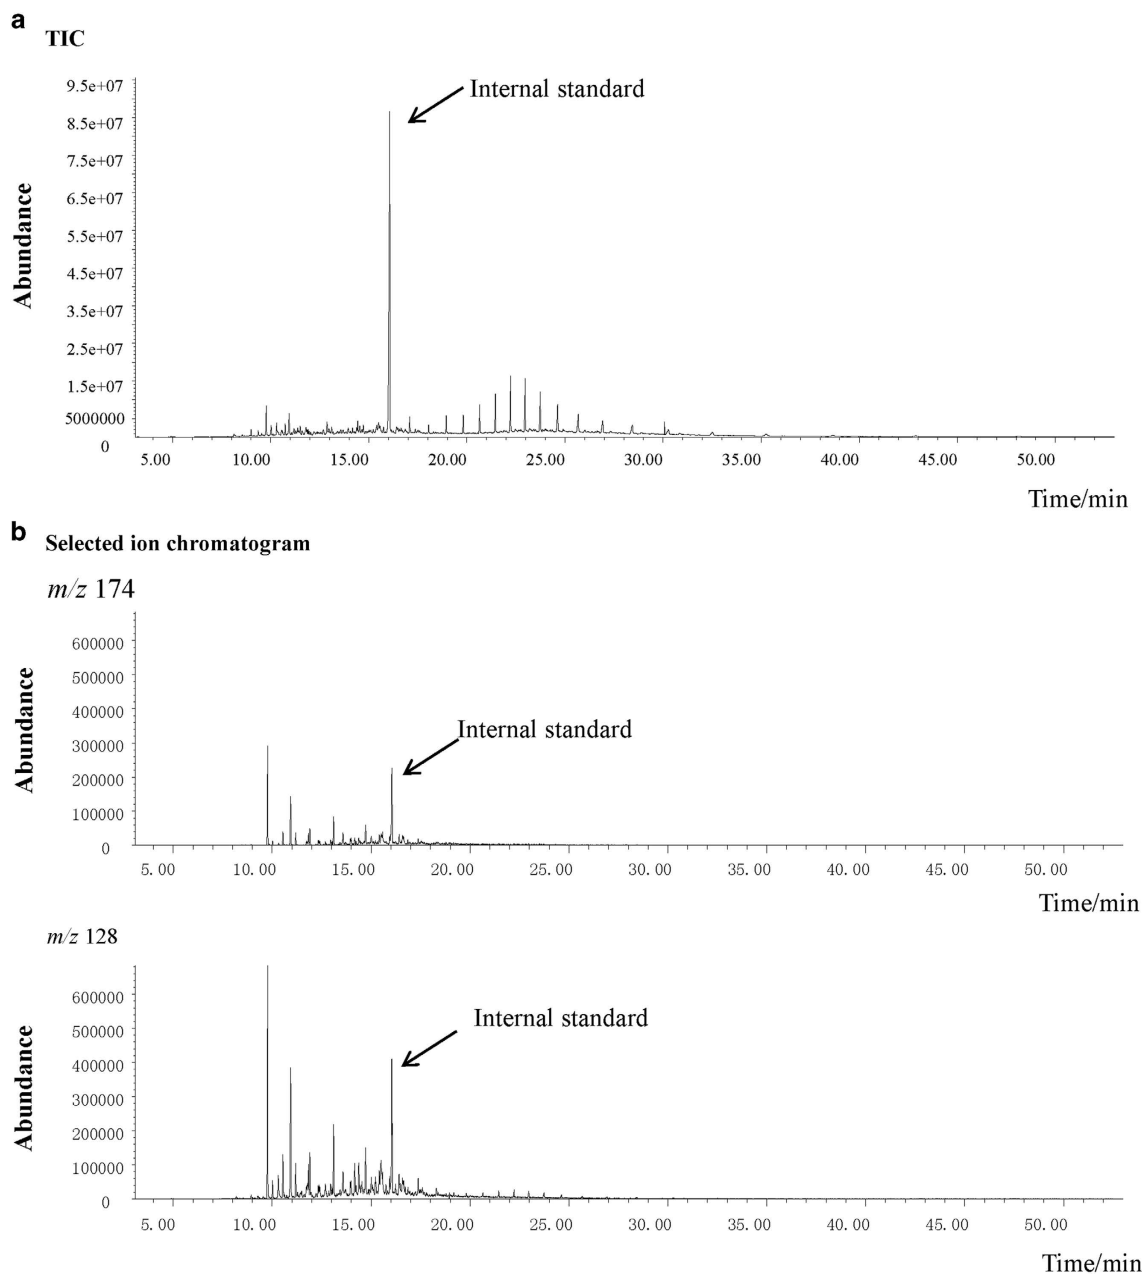 a
TIC
Abundance
9.5e+07
8.5e+07
7.5e+07
6.5e+07
5.5e+07
4.5e+07
3.5e+07
2.5e+07
1.5e+07
5000000
0
Internal standard
5.00 10.00 15.00 20.00 25.00 30.00 35.00 40.00 45.00 50.00
Time/min
b
Selected ion chromatogram
m/z 174
Abundance
600000
500000
400000
300000
200000
100000
0
Internal standard
5.00 10.00 15.00 20.00 25.00 30.00 35.00 40.00 45.00 50.00
Time/min
m/z 128
Abundance
600000
500000
400000
300000
200000
100000
0
Internal standard
5.00 10.00 15.00 20.00 25.00 30.00 35.00 40.00 45.00 50.00
Time/min